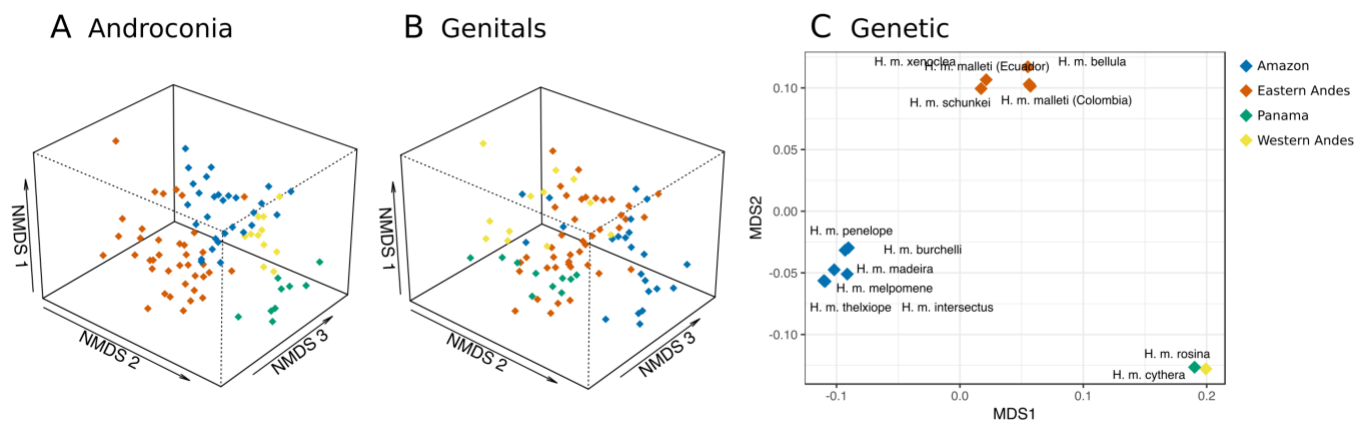 A Androconia
B Genitals
C Genetic
NMDS 1
NMDS 2
NMDS 3
NMDS 1
NMDS 2
NMDS 3
MDS2
0.10
0.05
0.00
-0.05
-0.10
H. m. xenoclea
H. m. malleti (Ecuador)
H. m. bellula
H. m. schunkei
H. m. malleti (Colombia)
H. m. penelope
H. m. burchelli
H. m. madeira
H. m. melpomene
H. m. thelxiope
H. m. intersectus
H. m. rosina
H. m. cythera
-0.1
0.0
0.1
0.2
MDS1
Amazon
Eastern Andes
Panama
Western Andes